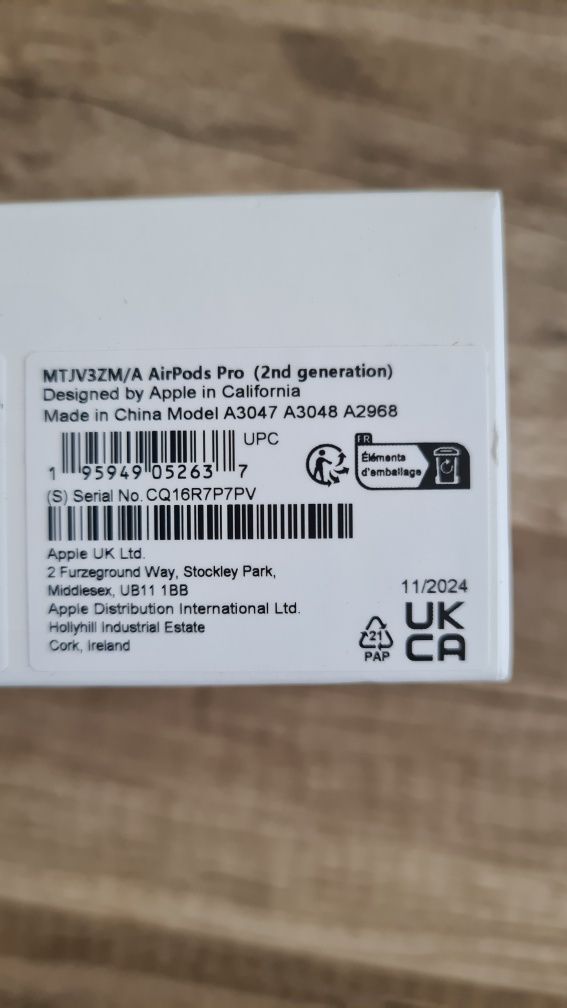 MTJV3ZM/A AirPods Pro (2nd generation)
Designed by Apple in California
Made in China Model A3047 A3048 A2968
UPC
1 95949 05263 7
FR
Éléments
d'emballage
(S) Serial No. CQ16R7P7PV
Apple UK Ltd.
2 Furzeground Way, Stockley Park,
Middlesex, UB11 1BB
Apple Distribution International Ltd.
Hollyhill Industrial Estate
Cork, Ireland
11/2024
21
PAP
UK
CA